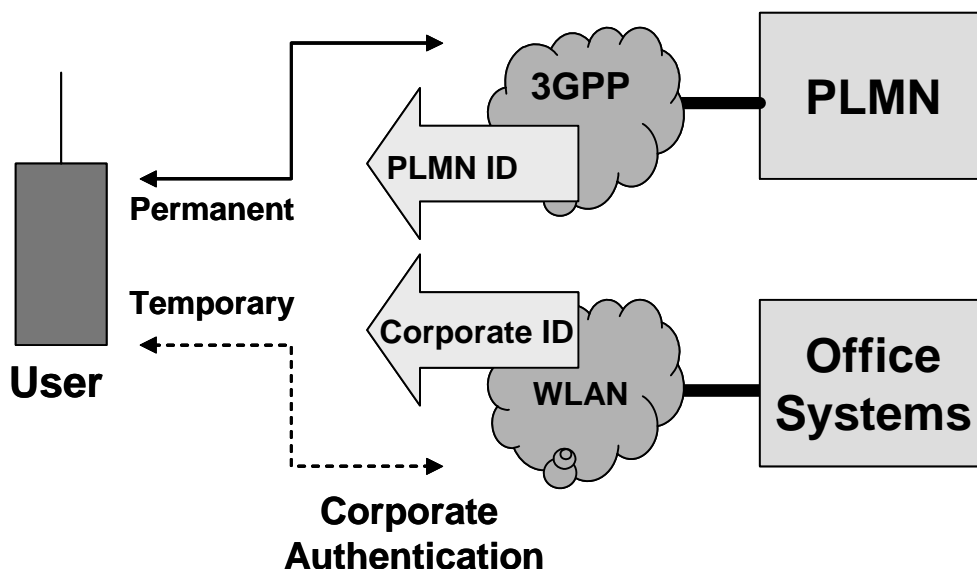 3GPP
PLMN
PLMN ID
Permanent
Temporary
Corporate ID
User
WLAN
Office
Systems
Corporate
Authentication